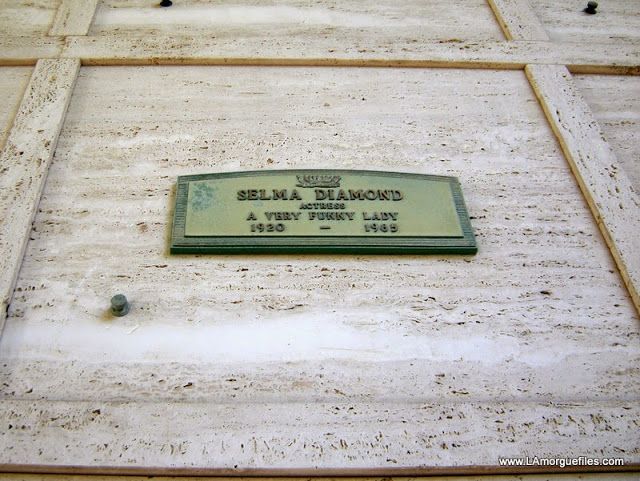 SELMA DIAMOND
ACTRESS
A VERY FUNNY LADY
1920 — 1985
www.LAmorguefiles.com